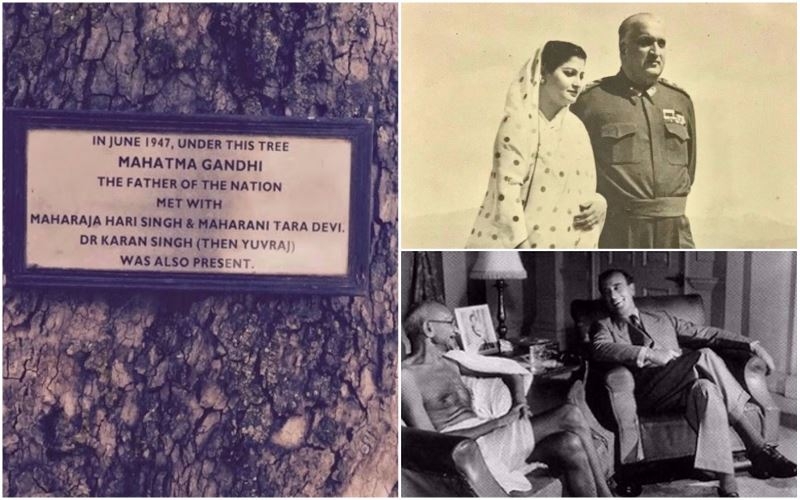 IN JUNE 1947, UNDER THIS TREE
MAHATMA GANDHI
THE FATHER OF THE NATION
MET WITH
MAHARAJA HARI SINGH & MAHARANI TARA DEVI.
DR KARAN SINGH (THEN YUVRAJ)
WAS ALSO PRESENT.